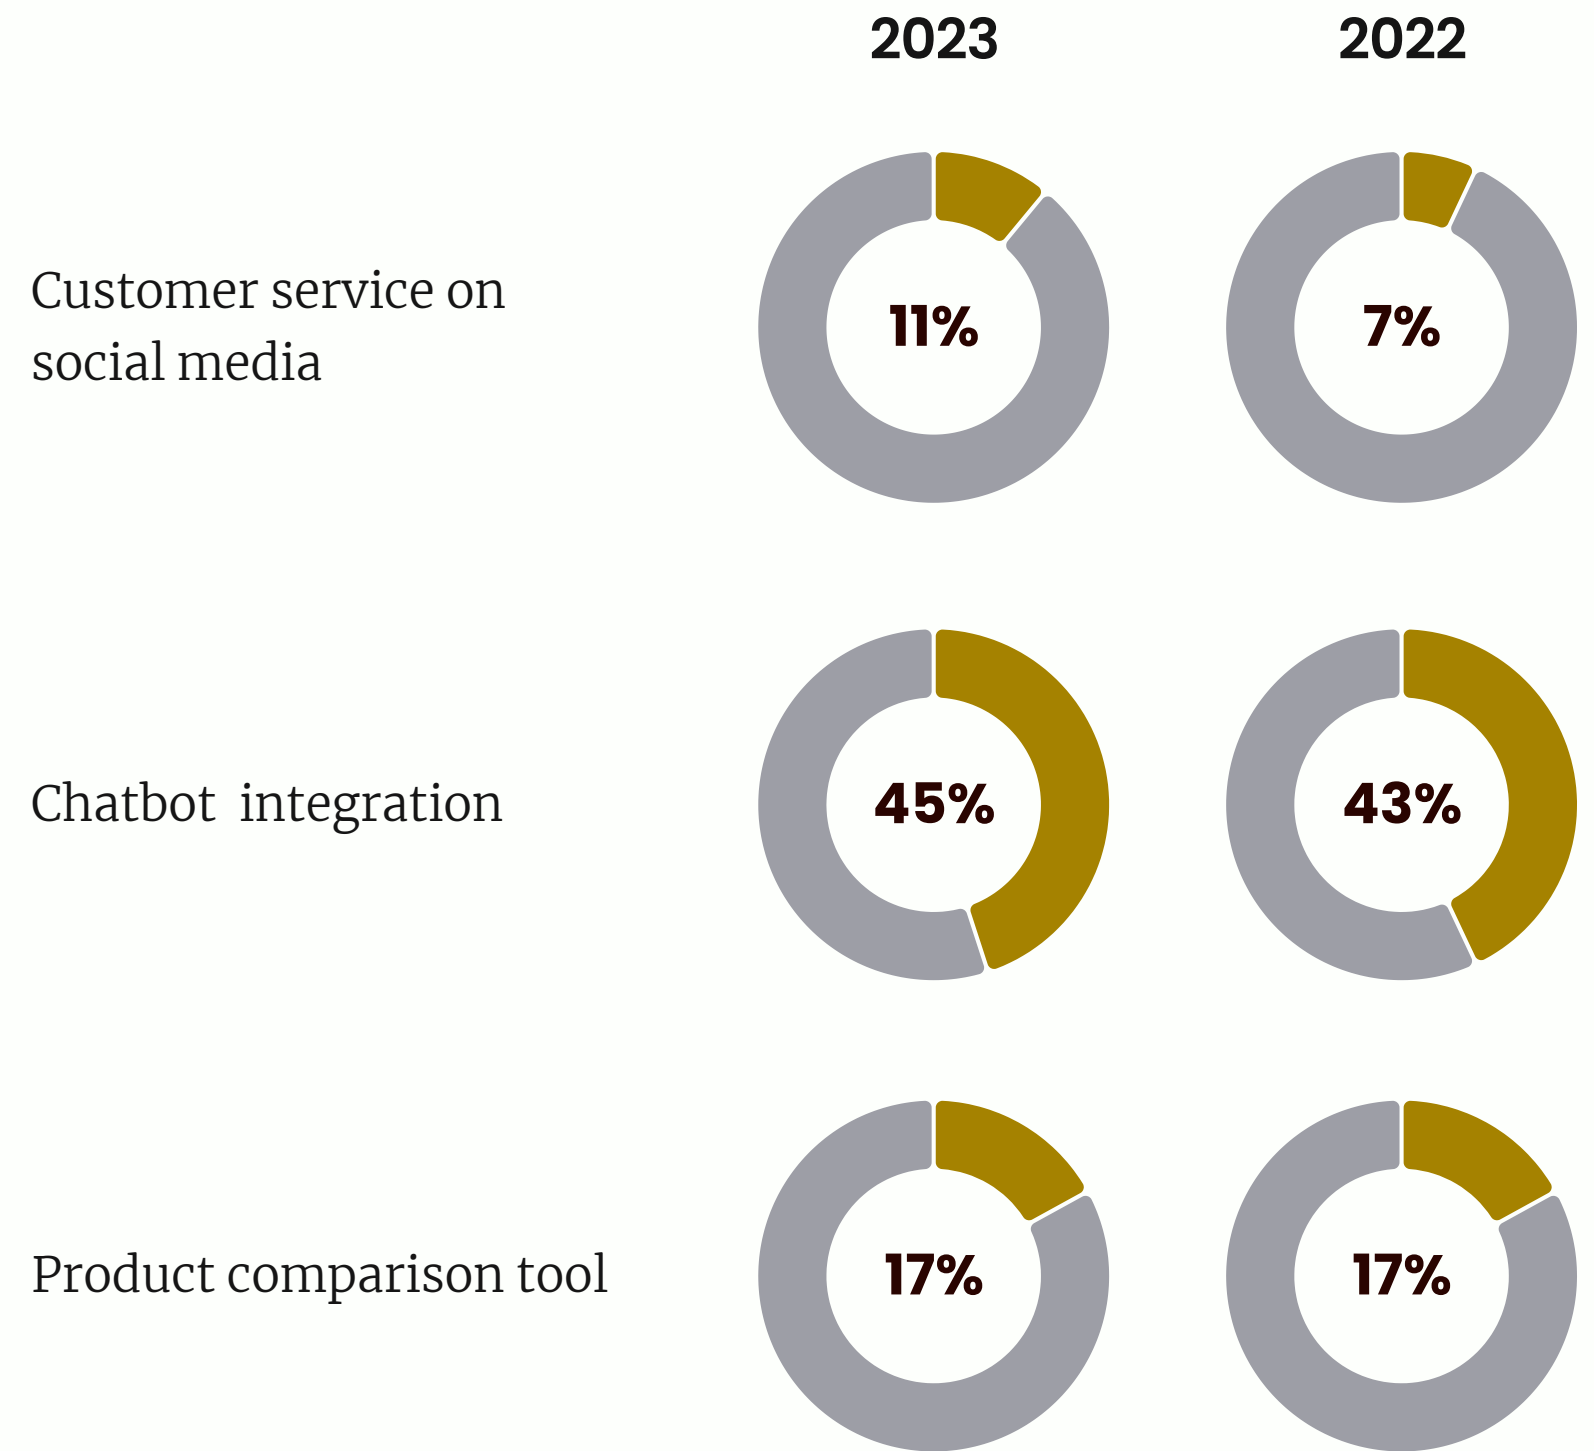 2023 2022
Customer service on
social media
11% 7%
Chatbot integration
45% 43%
Product comparison tool
17% 17%